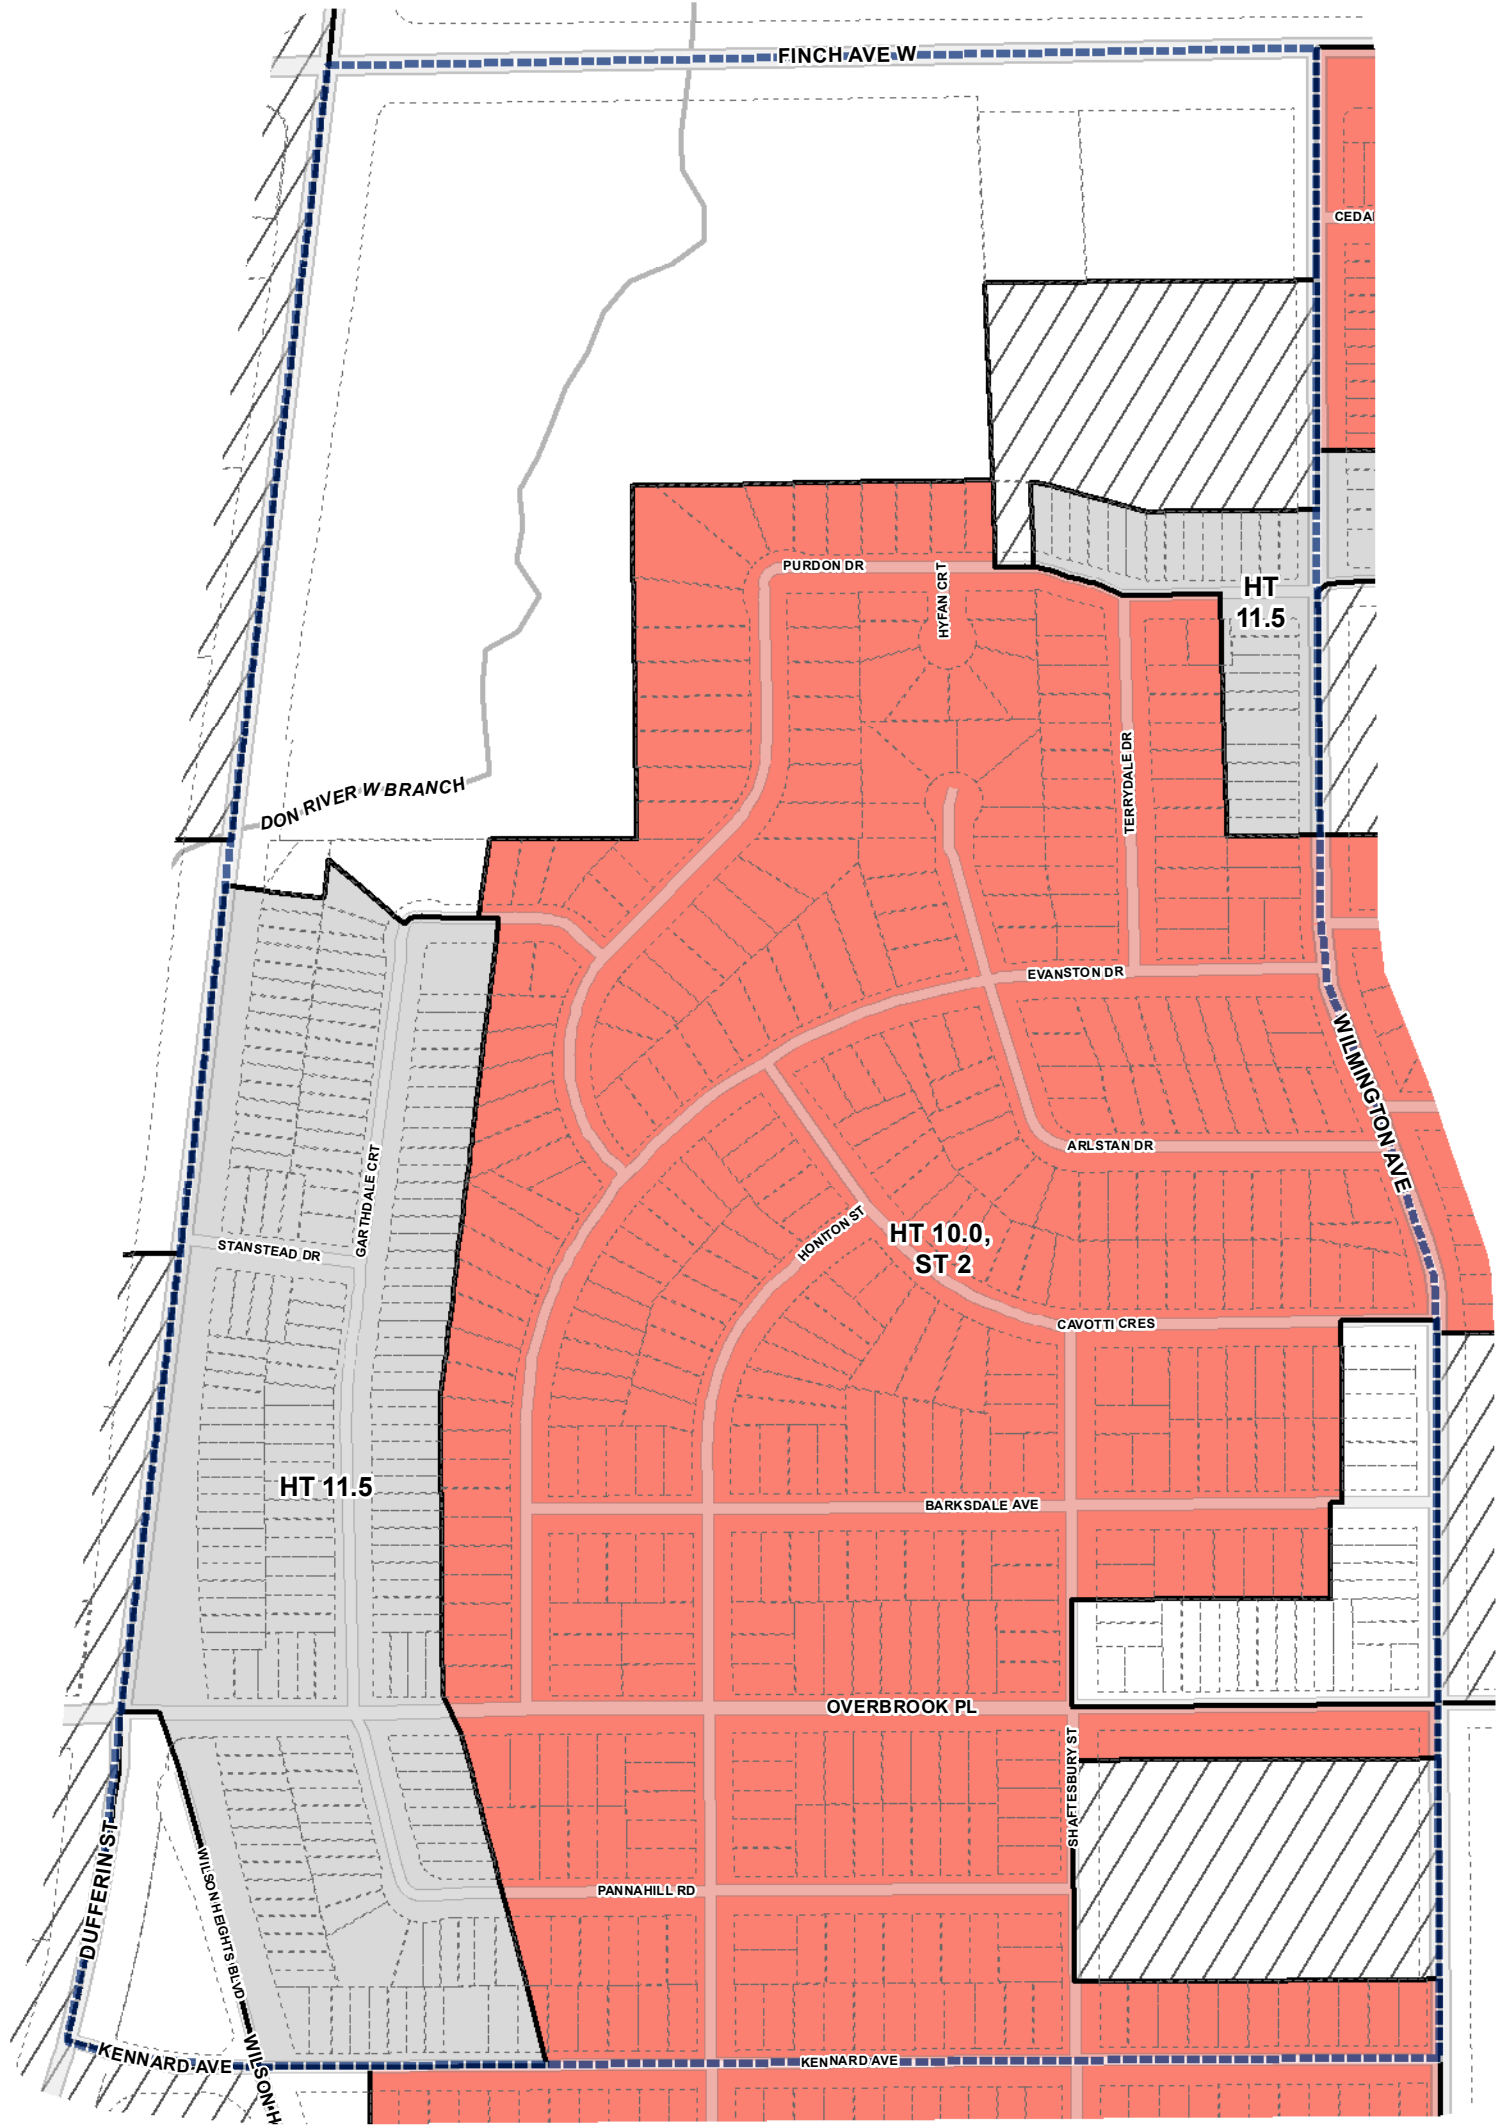 FINCH AVE W
CEDA
PURDON DR
HYFAN CRT
HT
11.5
TERRYDALE DR
DON RIVER W BRANCH
EVANSTON DR
WILMINGTON AVE
ARLSTAN DR
GARTHDALE CRT
STANSTEAD DR
HONITON ST
HT 10.0,
ST 2
CAVOTTI CRES
HT 11.5
BARKSDALE AVE
OVERBROOK PL
SHAFTESBURY ST
DUFFERIN ST
WILSON HEIGHTS BLVD
PANNAHILL RD
KENNARD AVE
WILSON H
KENNARD AVE